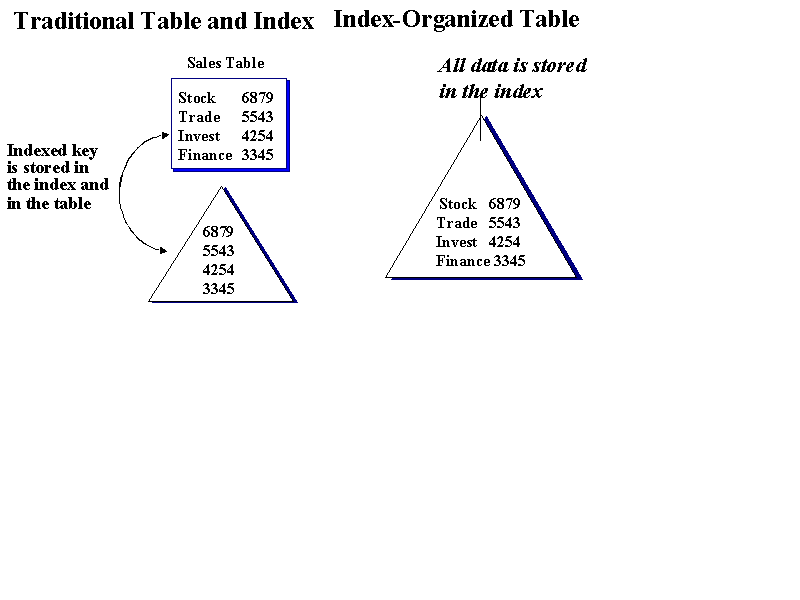 Traditional Table and Index
Index-Organized Table
Sales Table
Stock 6879
Trade 5543
Invest 4254
Finance 3345
Indexed key
is stored in
the index and
in the table
6879
5543
4254
3345
All data is stored
in the index
Stock 6879
Trade 5543
Invest 4254
Finance 3345